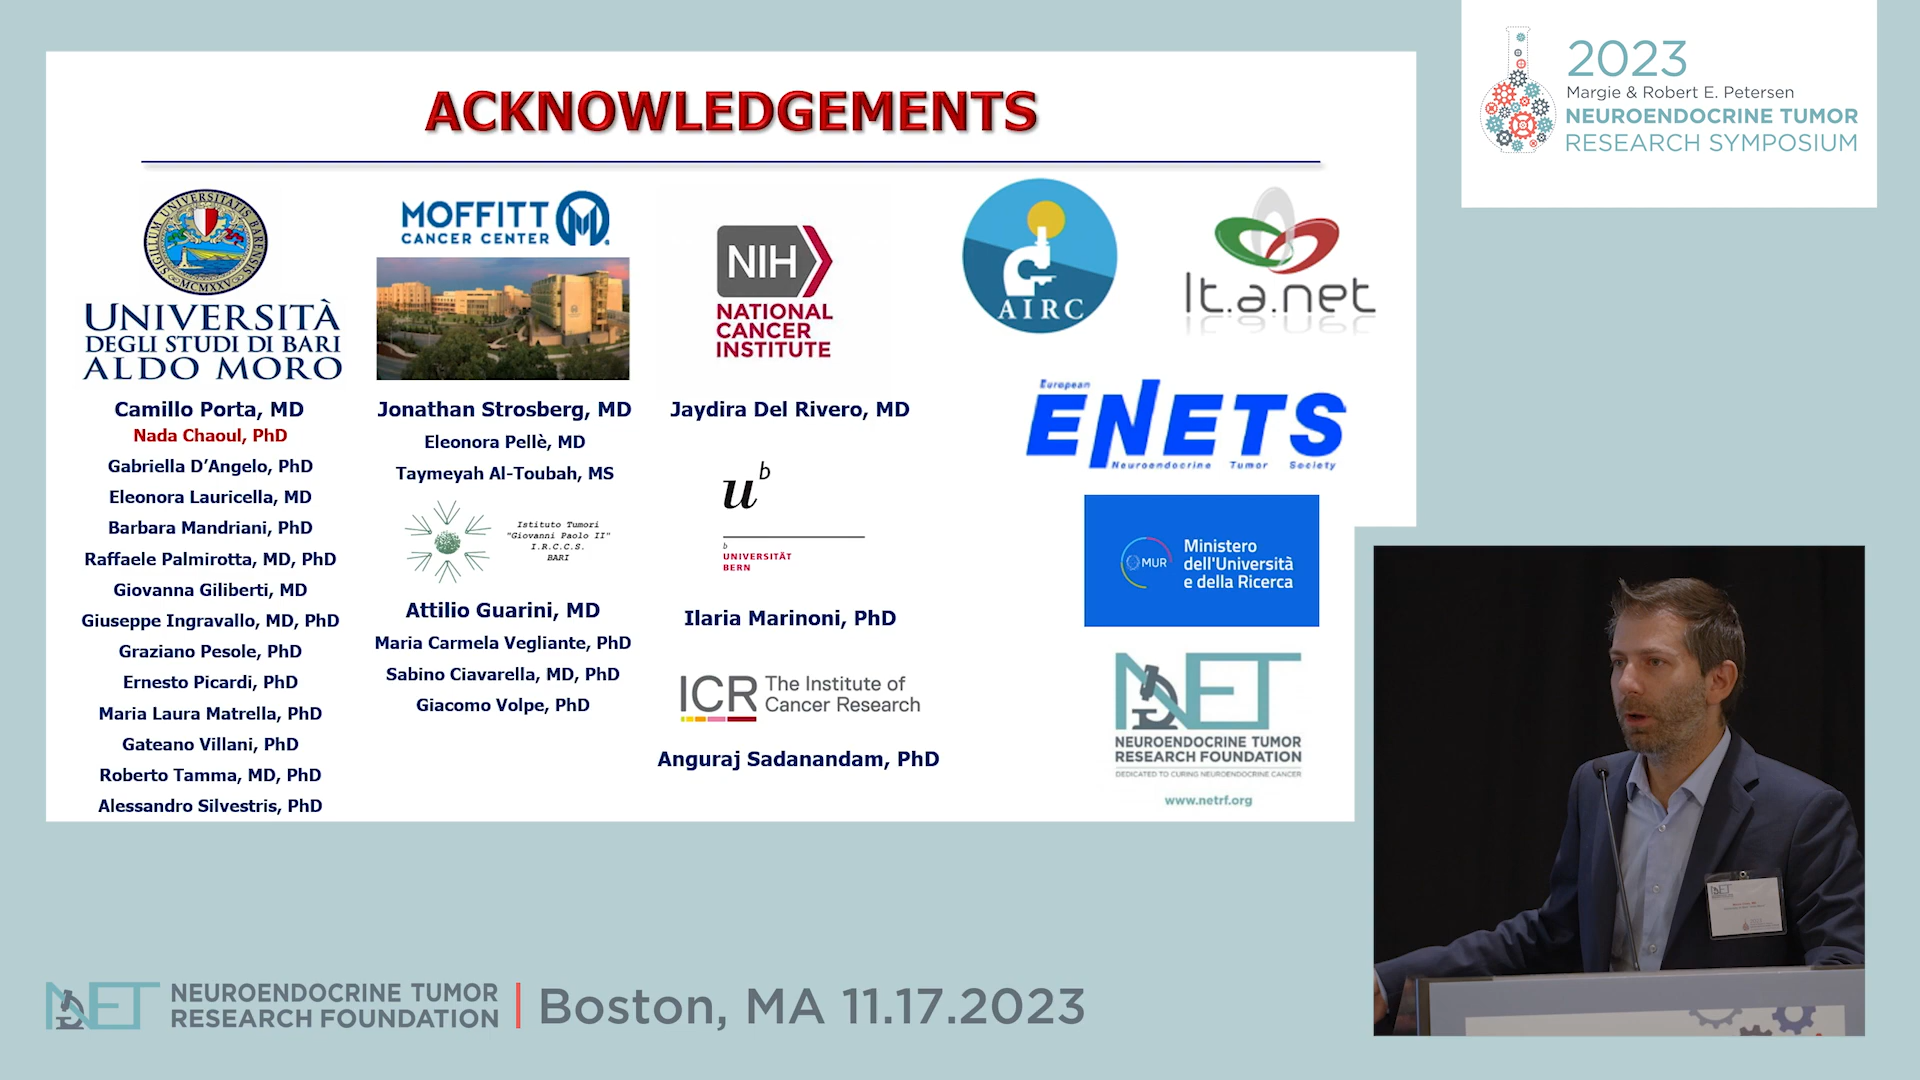 ACKNOWLEDGEMENTS
SIGILLUM UNIVERSITATIS BARENSIS
MCMXXV
UNIVERSITÀ
DEGLI STUDI DI BARI
ALDO MORO
Camillo Porta, MD
Nada Chaoul, PhD
Gabriella D’Angelo, PhD
Eleonora Lauricella, MD
Barbara Mandriani, PhD
Raffaele Palmirotta, MD, PhD
Giovanna Giliberti, MD
Giuseppe Ingravallo, MD, PhD
Graziano Pesole, PhD
Ernesto Picardi, PhD
Maria Laura Matrella, PhD
Gateano Villani, PhD
Roberto Tamma, MD, PhD
Alessandro Silvestris, PhD
MOFFITT
CANCER CENTER
Jonathan Strosberg, MD
Eleonora Pellè, MD
Taymeyah Al-Toubah, MS
Istituto Tumori
"Giovanni Paolo II"
I.R.C.C.S.
BARI
Attilio Guarini, MD
Maria Carmela Vegliante, PhD
Sabino Ciavarella, MD, PhD
Giacomo Volpe, PhD
NIH
NATIONAL
CANCER
INSTITUTE
Jaydira Del Rivero, MD
u b
b
UNIVERSITÄT
BERN
Ilaria Marinoni, PhD
ICR The Institute of
Cancer Research
Anguraj Sadanandam, PhD
AIRC
It.a.net
European
ENETS
Neuroendocrine Tumor Society
MUR
Ministero
dell'Università
e della Ricerca
NET
NEUROENDOCRINE TUMOR
RESEARCH FOUNDATION
DEDICATED TO CURING NEUROENDOCRINE CANCER
www.netrf.org
2023
Margie & Robert E. Petersen
NEUROENDOCRINE TUMOR
RESEARCH SYMPOSIUM
NET
NEUROENDOCRINE TUMOR
RESEARCH FOUNDATION
Boston, MA 11.17.2023